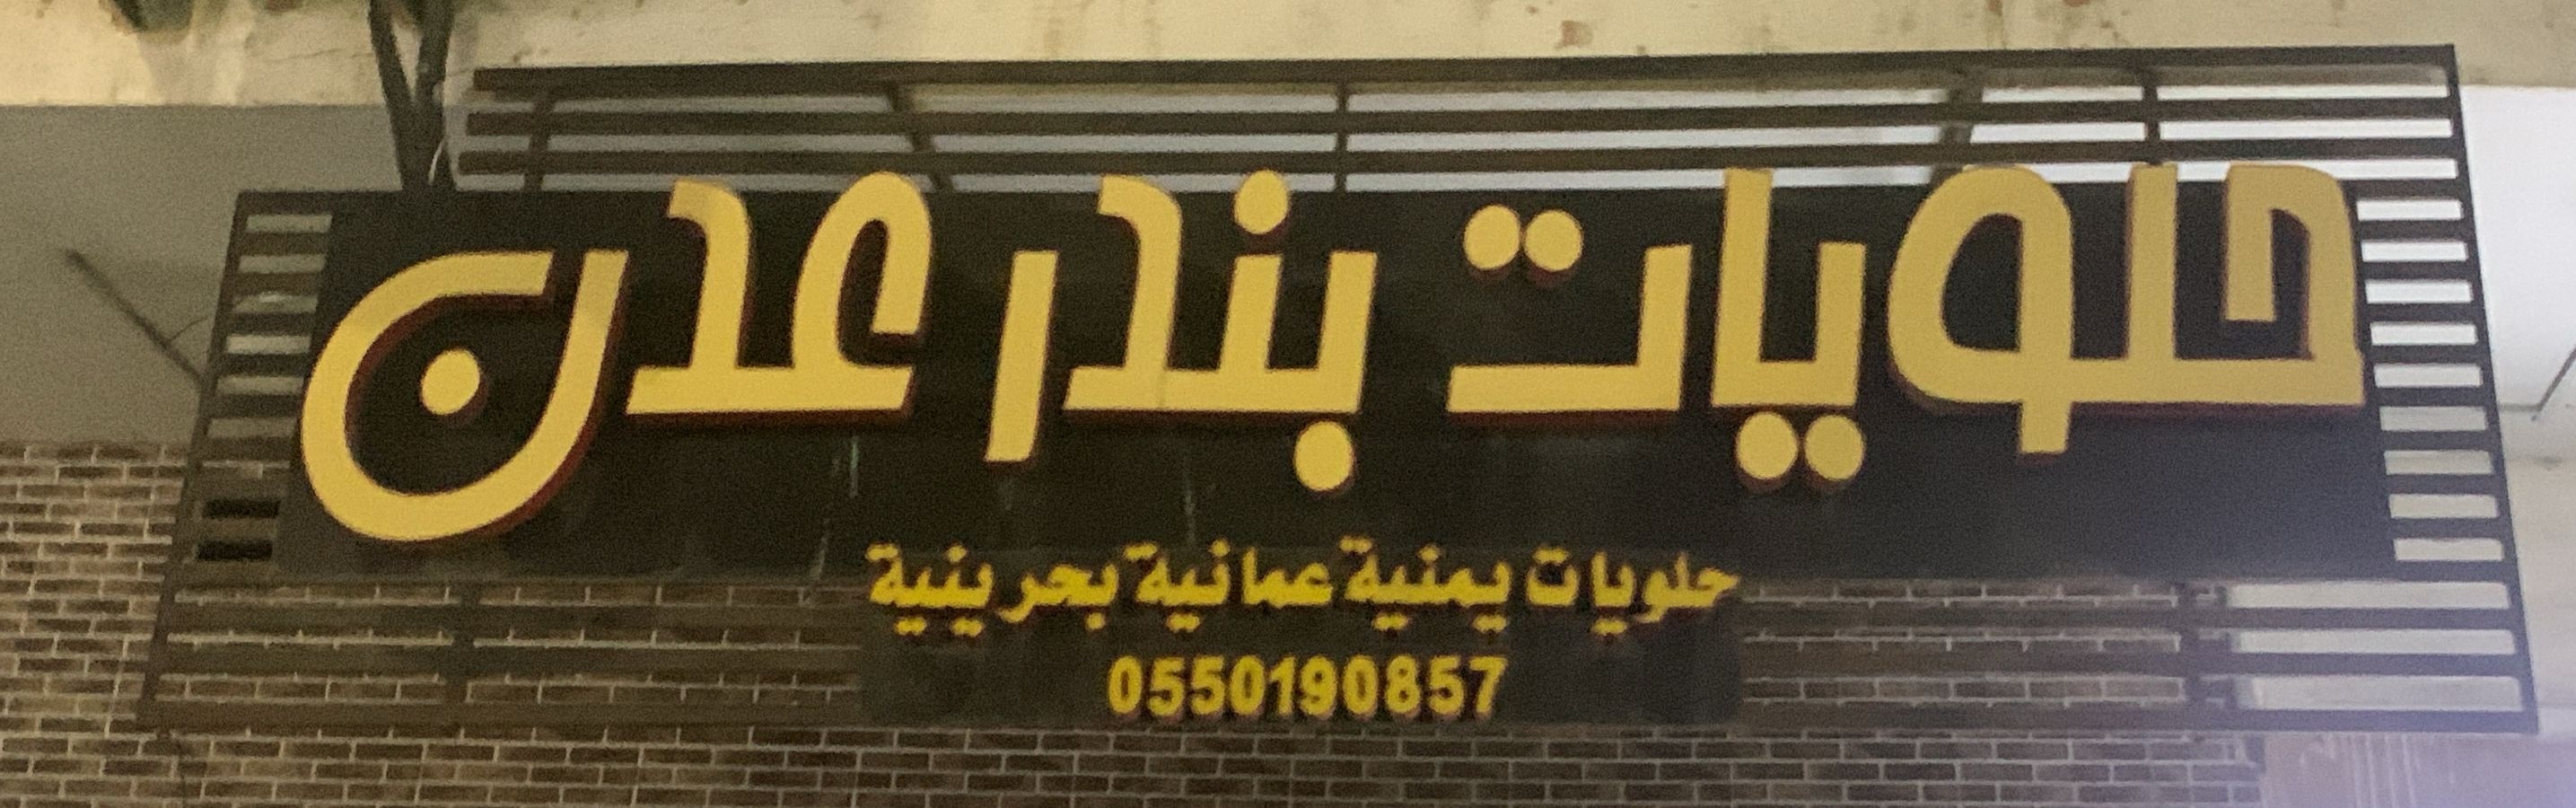 حلويات بندر عدن
حلويات يمنية عمانية بحرينية
0550190857